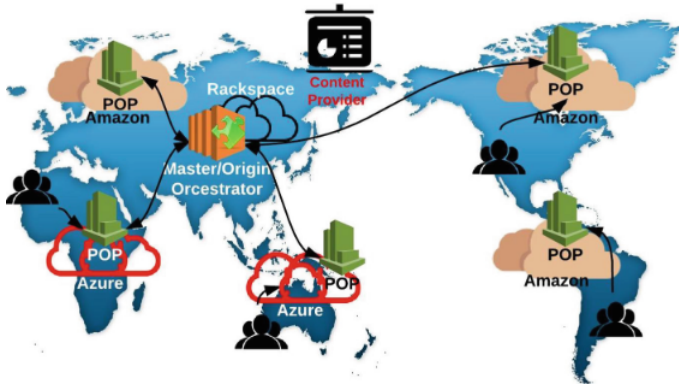 Content
Provider
Rackspace
POP
Amazon
POP
Amazon
Master/Origin
Orcestrator
POP
Azure
POP
Azure
POP
Amazon